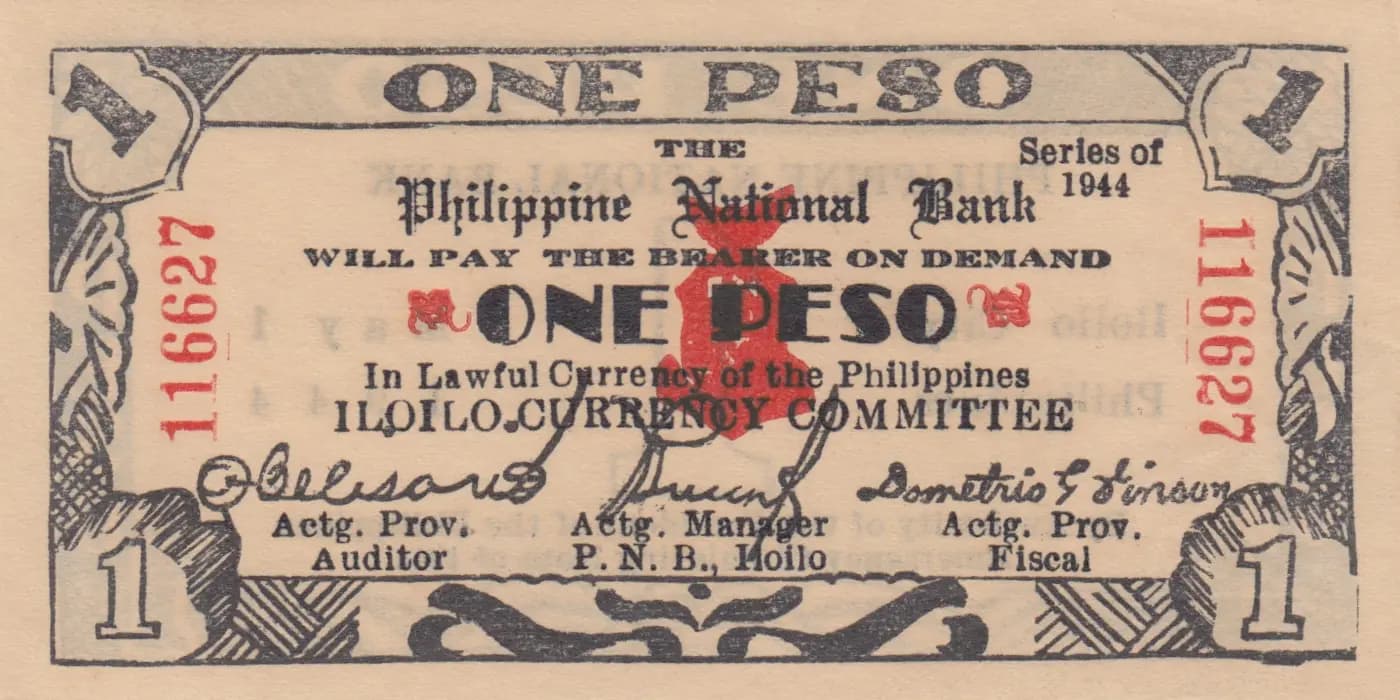 1
ONE PESO
1
THE
Series of
1944
Philippine National Bank
WILL PAY THE BEARER ON DEMAND
ONE PESO
In Lawful Currency of the Philippines
ILOILO CURRENCY COMMITTEE
116627
116627
Demetrio G Vinson
Actg. Prov.
Auditor
Actg. Manager
P. N. B., Iloilo
Actg. Prov.
Fiscal
1
1